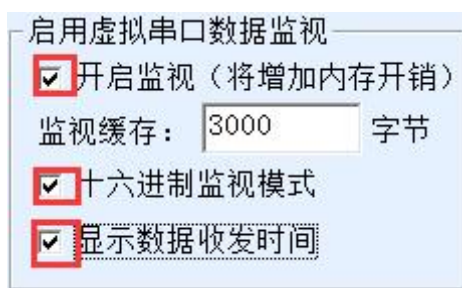 启用虚拟串口数据监视
开启监视（将增加内存开销）
监视缓存： 3000 字节
十六进制监视模式
显示数据收发时间